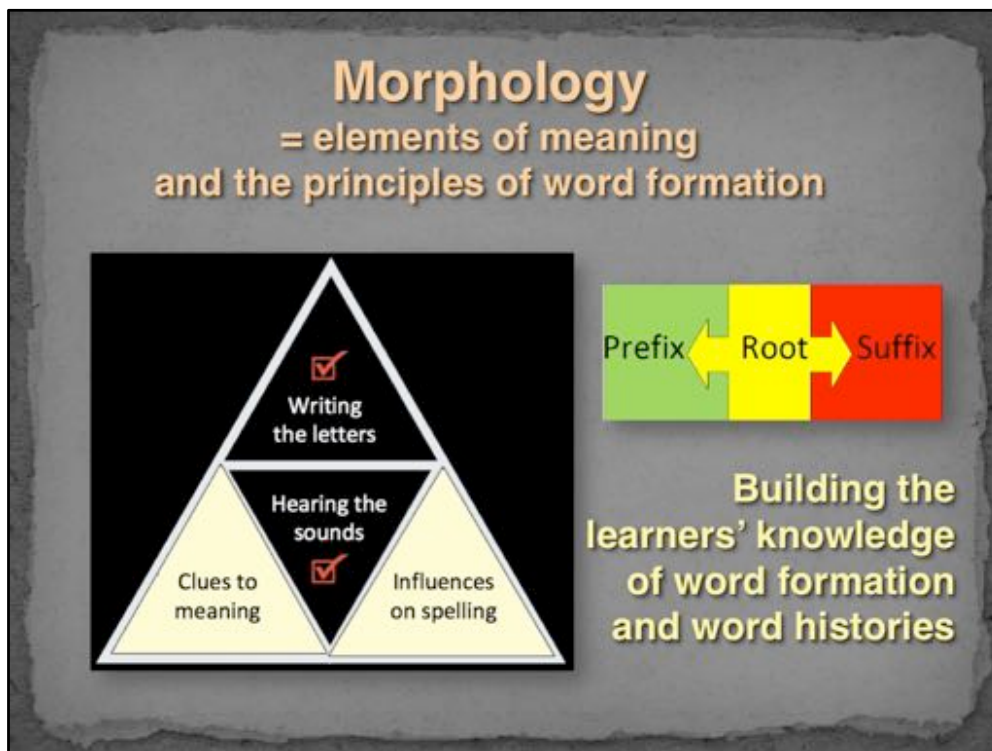 Morphology
= elements of meaning
and the principles of word formation
Writing
the letters
Hearing the
sounds
Clues to
meaning
Influences
on spelling
Prefix
Root
Suffix
Building the
learners’ knowledge
of word formation
and word histories